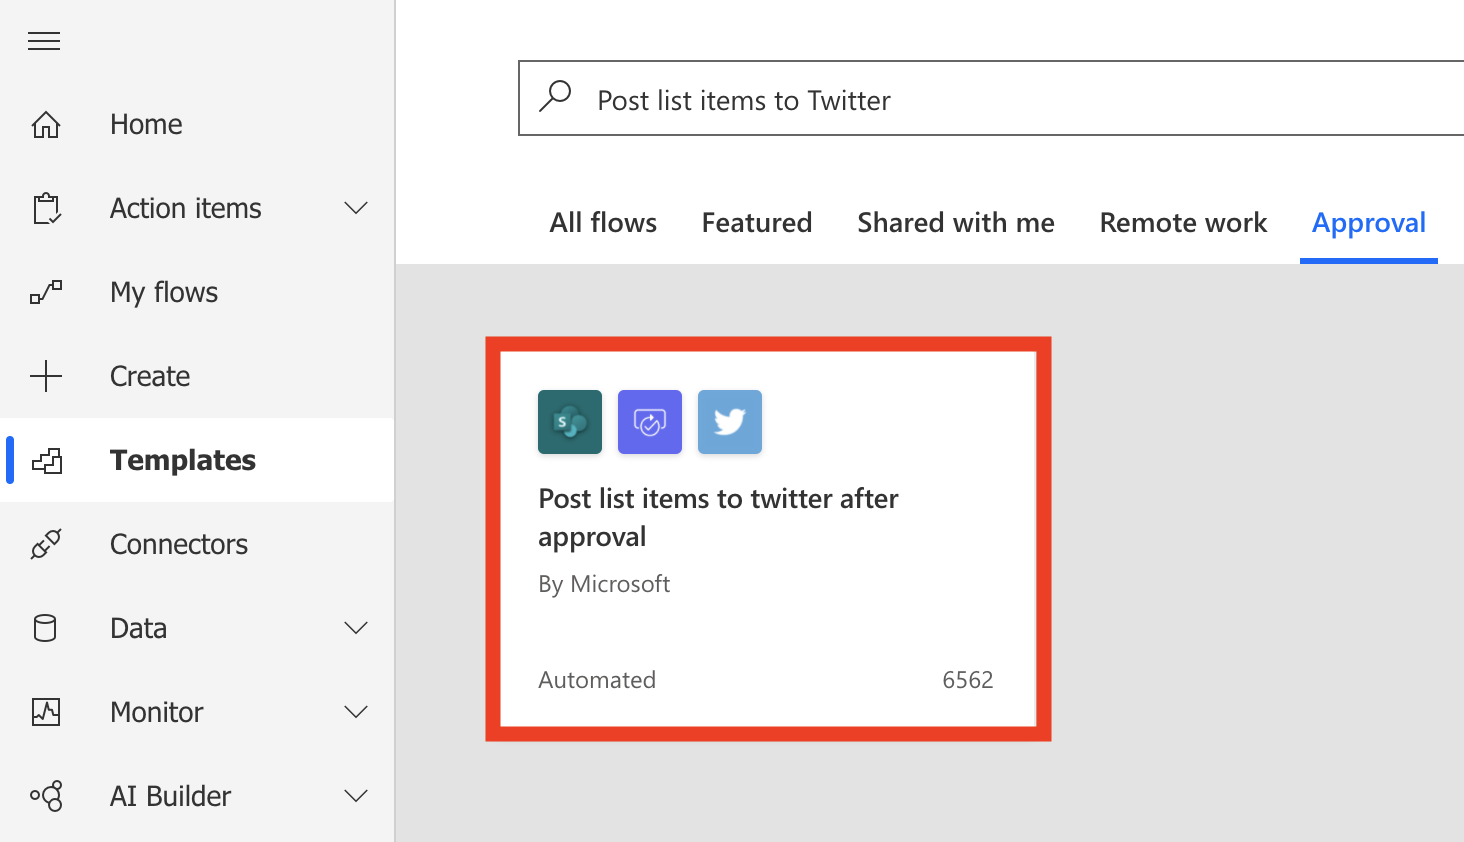 Home
Action items
My flows
Create
Templates
Connectors
Data
Monitor
AI Builder
Post list items to Twitter
All flows Featured Shared with me Remote work Approval
S
Post list items to twitter after
approval
By Microsoft
Automated 6562